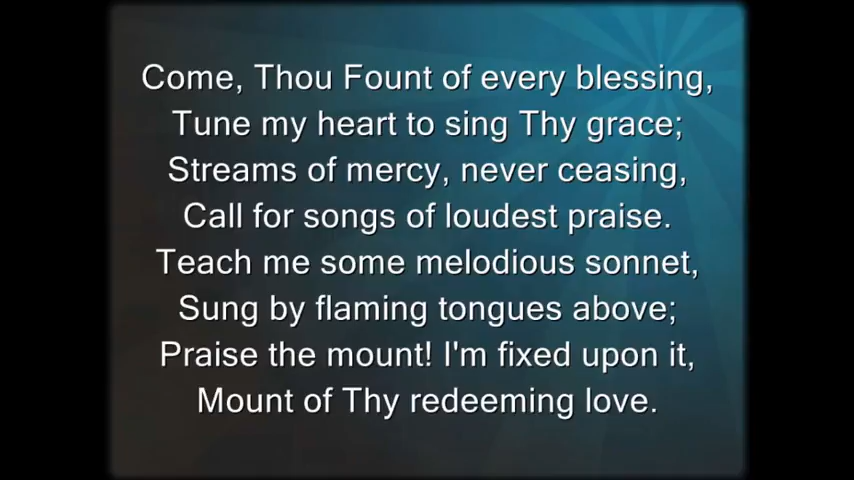 Come, Thou Fount of every blessing,
Tune my heart to sing Thy grace;
Streams of mercy, never ceasing,
Call for songs of loudest praise.
Teach me some melodious sonnet,
Sung by flaming tongues above;
Praise the mount! I'm fixed upon it,
Mount of Thy redeeming love.